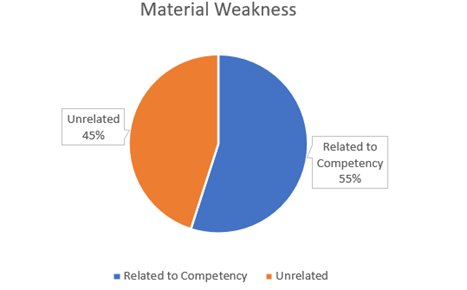 Material Weakness
Unrelated
45%
Related to
Competency
55%
Related to Competency
Unrelated